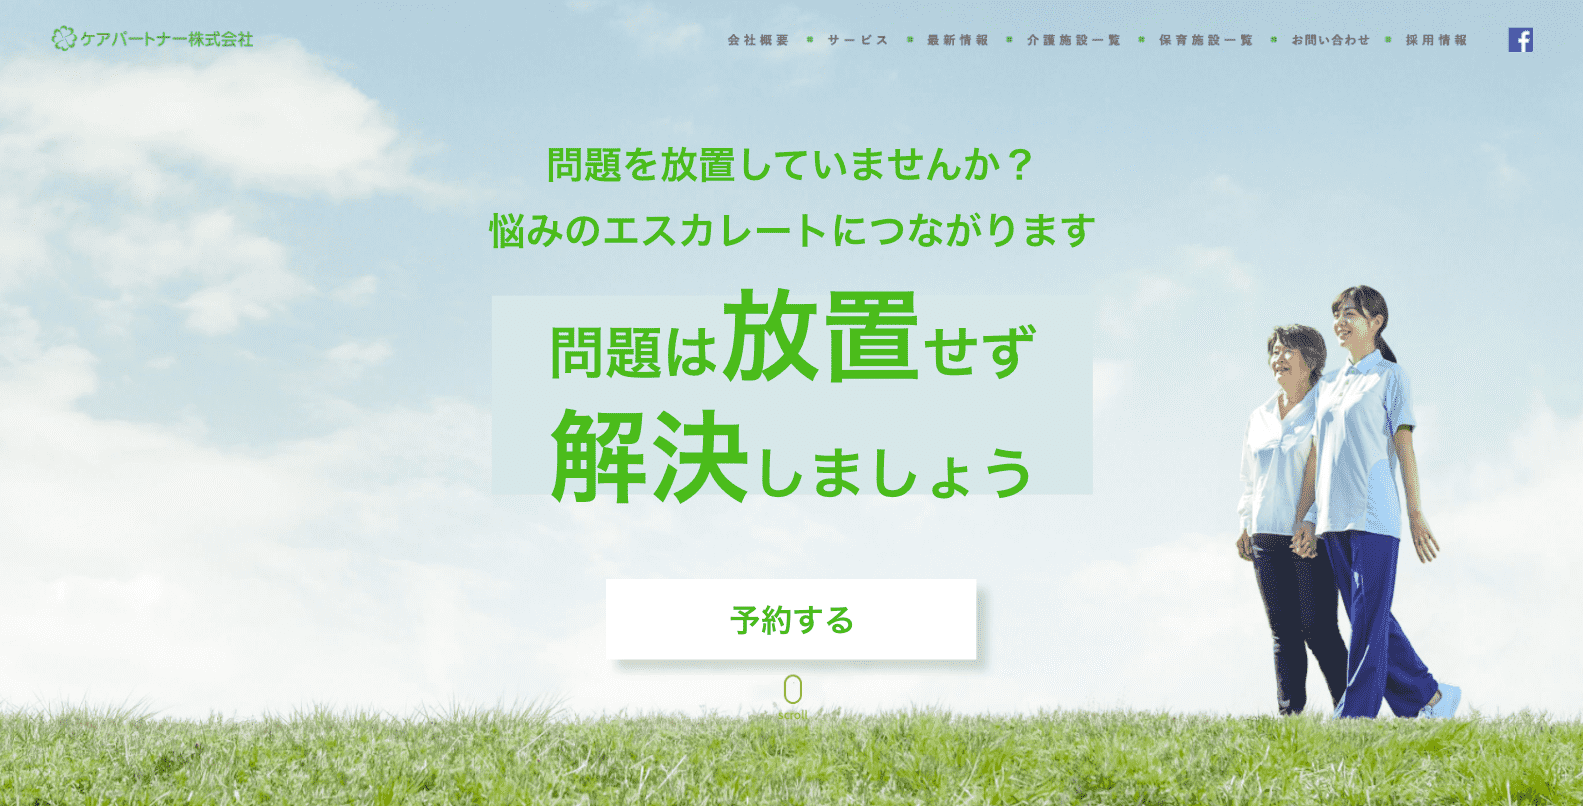 ケアパートナー株式会社
会社概要 サービス 最新情報 介護施設一覧 保育施設一覧 お問い合わせ 採用情報
問題を放置していませんか？
悩みのエスカレートにつながります
問題は放置せず
解決しましょう
予約する
scroll